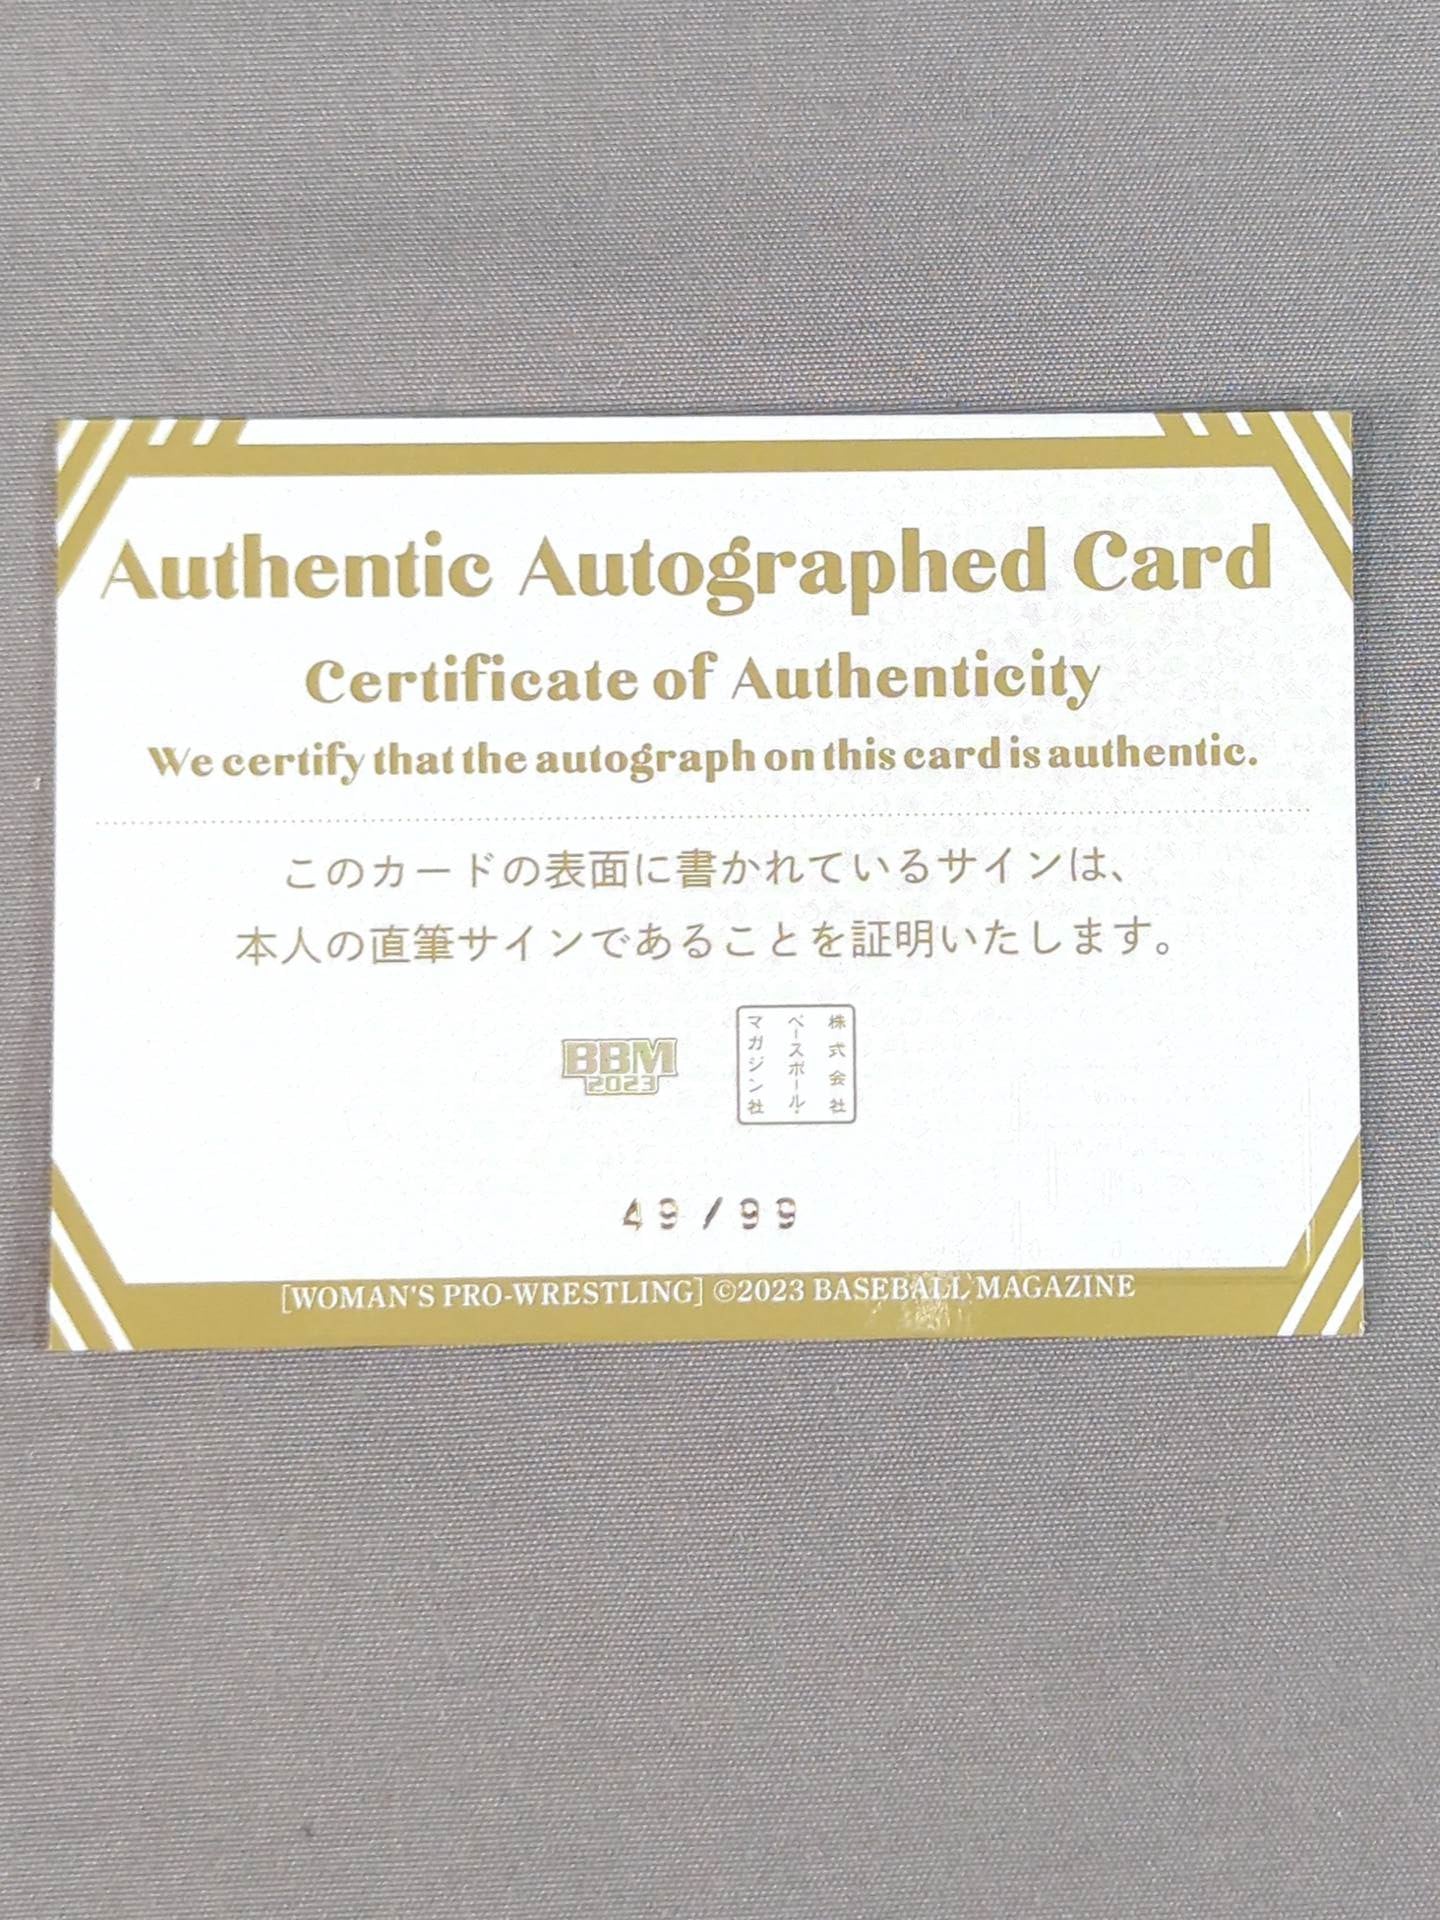 Authentic Autographed Card
Certificate of Authenticity
We certify that the autograph on this card is authentic.
このカードの表面に書かれているサインは、
本人の直筆サインであることを証明いたします。
BBM
2023
株式会社
ベースボール・
マガジン社
49/99
[WOMAN'S PRO-WRESTLING] ©2023 BASEBALL MAGAZINE